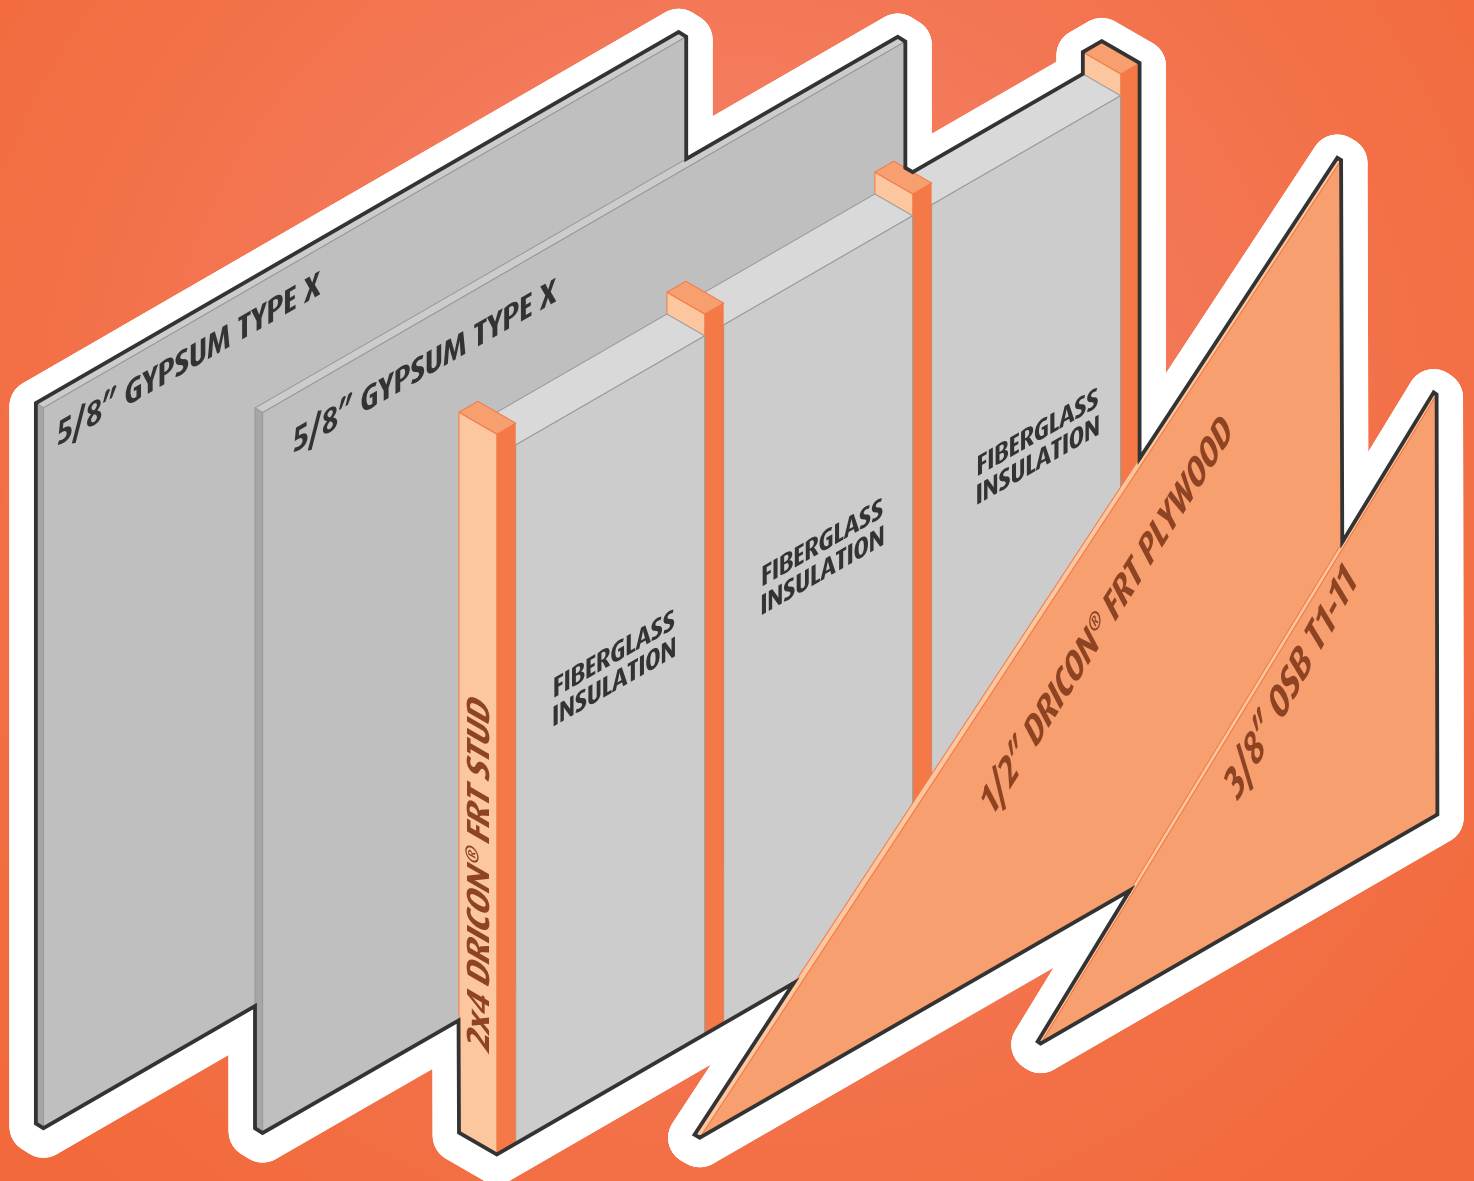 5/8" GYPSUM TYPE X
5/8" GYPSUM TYPE X
2x4 DRICON® FRT STUD
FIBERGLASS
INSULATION
FIBERGLASS
INSULATION
FIBERGLASS
INSULATION
1/2" DRICON® FRT PLYWOOD
3/8" OSB T1-11